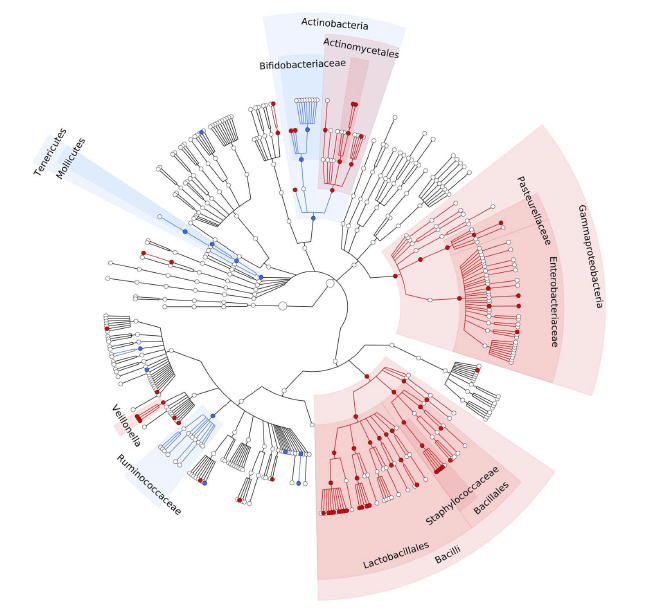 Actinobacteria
Actinomycetales
Bifidobacteriaceae
Tenericutes
Mollicutes
Pasteurellaceae
Gammaproteobacteria
Enterobacteriaceae
Veillonella
Ruminococcaceae
Staphylococcaceae
Bacillales
Lactobacillales
Bacilli